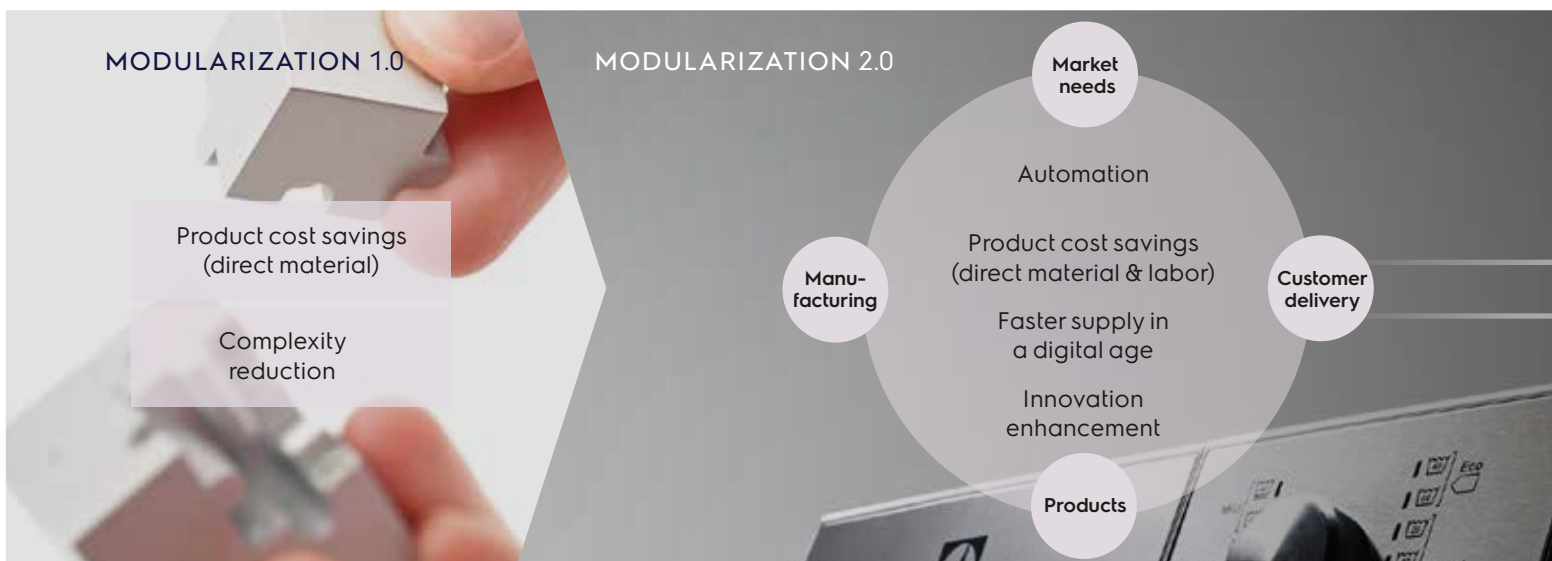 MODULARIZATION 1.0
Product cost savings
(direct material)
Complexity
reduction
MODULARIZATION 2.0
Market
needs
Automation
Product cost savings
(direct material & labor)
Manu-
facturing
Customer
delivery
Faster supply in
a digital age
Innovation
enhancement
Products
Eco